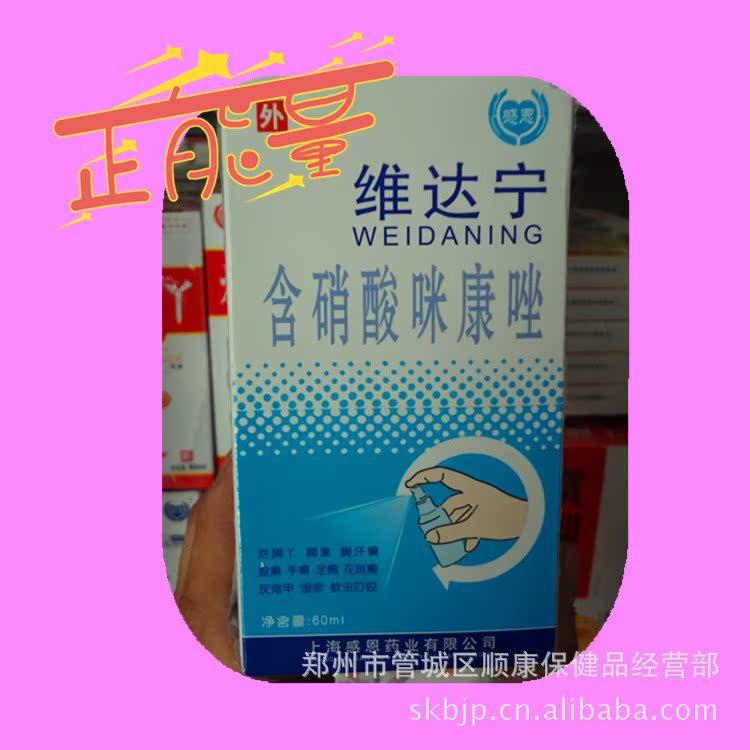 正能量
外
感恩
维达宁
WEIDANING
含硝酸咪康唑
烂脚丫 脚臭 脚汗癣
股癣 手癣 足癣 花斑癣
灰指甲 湿疹 蚊虫叮咬
净含量:60ml
上海感恩药业有限公司
郑州市管城区顺康保健品经营部
skbjp.cn.alibaba.com
丫